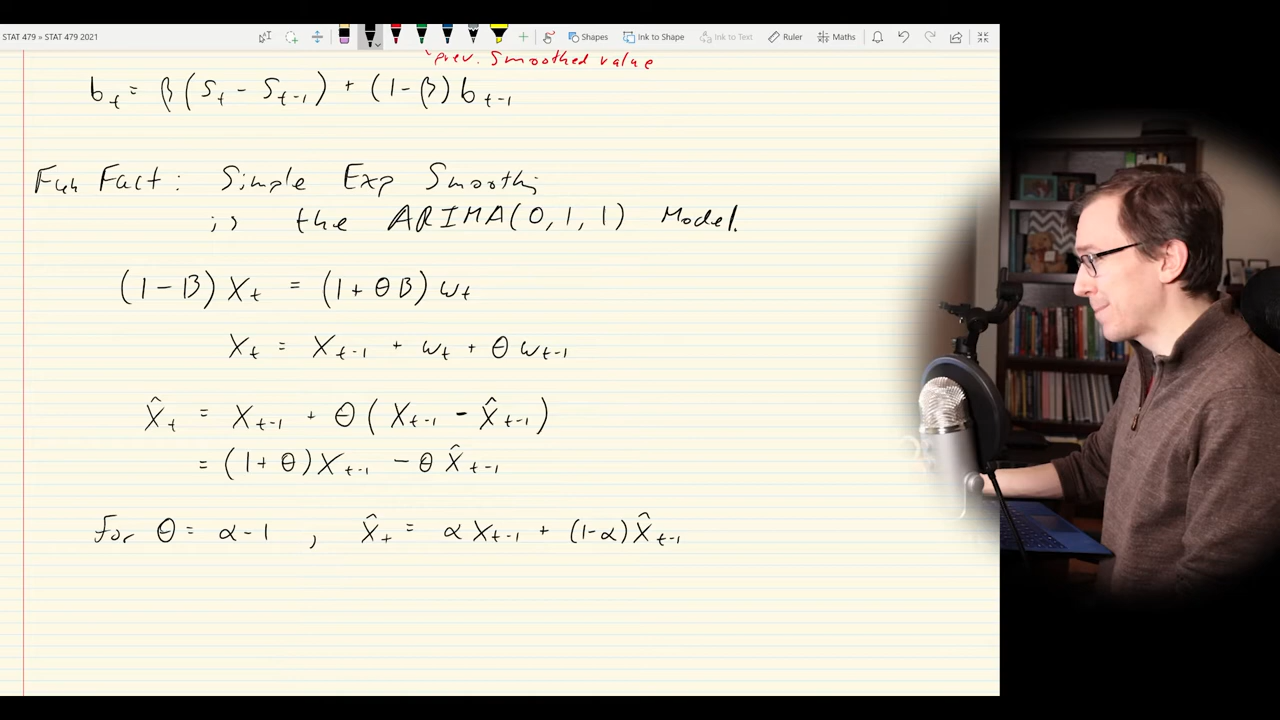 STAT 479 » STAT 479 2021
Shapes Ink to Shape Ink to Text Ruler Maths
prev. Smoothed value
b_t = β(S_t - S_{t-1}) + (1-β) b_{t-1}
Fun Fact: Simple Exp Smoothing
is the ARIMA(0,1,1) Model.
(1-B) X_t = (1+θB) w_t
X_t = X_{t-1} + w_t + θ w_{t-1}
X̂_t = X_{t-1} + θ(X_{t-1} - X̂_{t-1})
= (1+θ)X_{t-1} - θ X̂_{t-1}
For θ = α-1 , X̂_t = α X_{t-1} + (1-α) X̂_{t-1}